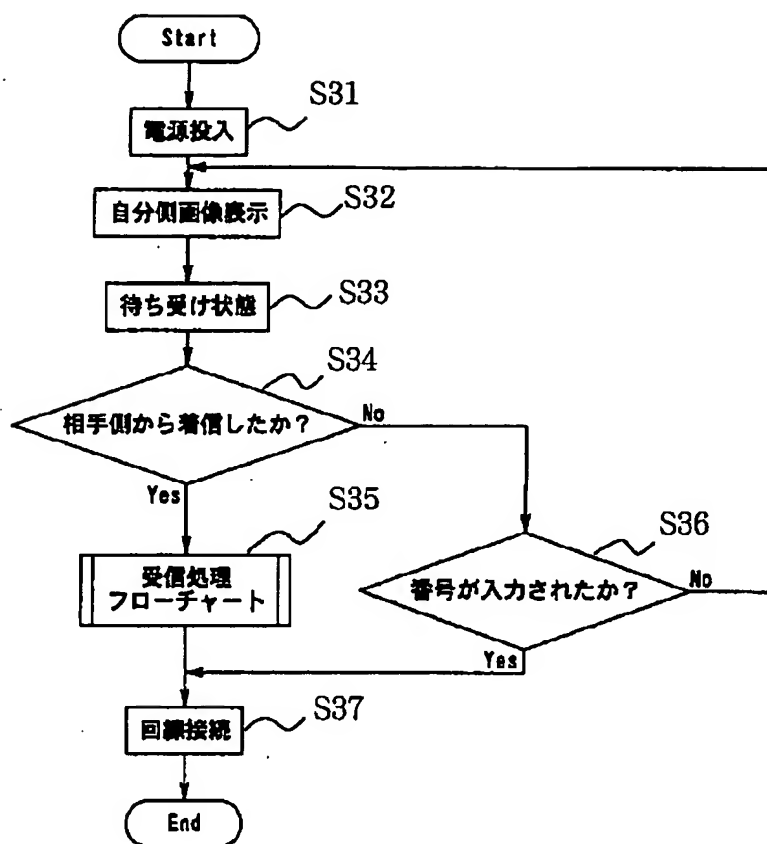 Start
S31
電源投入
自分側画像表示
S32
待ち受け状態
S33
S34
相手側から着信したか？
No
Yes
S35
受信処理
フローチャート
S36
番号が入力されたか？
No
Yes
S37
回線接続
End